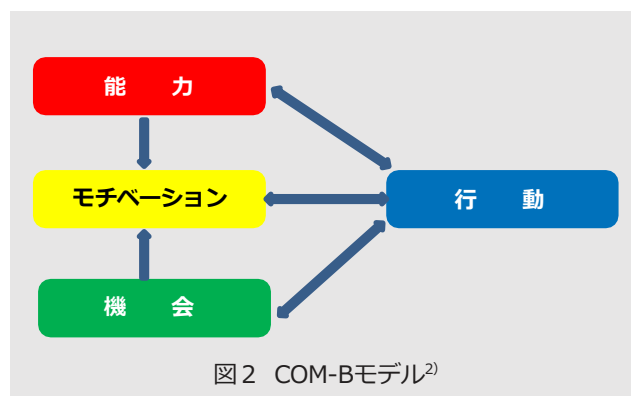 能　力
モチベーション
行　動
機　会
図2　COM-Bモデル2)